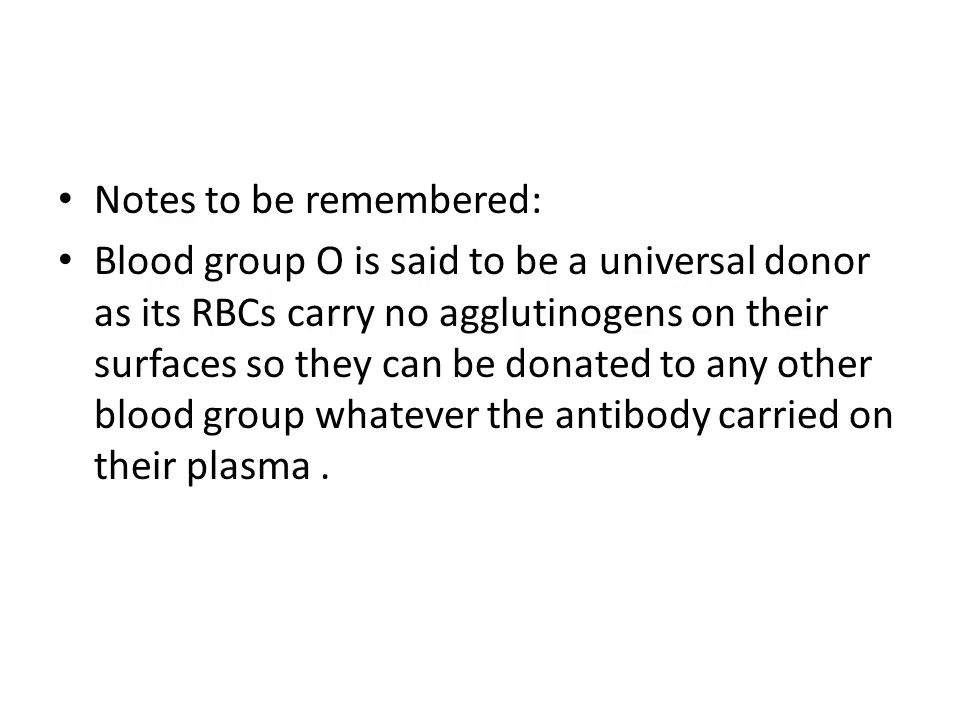 • Notes to be remembered:
• Blood group O is said to be a universal donor
as its RBCs carry no agglutinogens on their
surfaces so they can be donated to any other
blood group whatever the antibody carried on
their plasma .